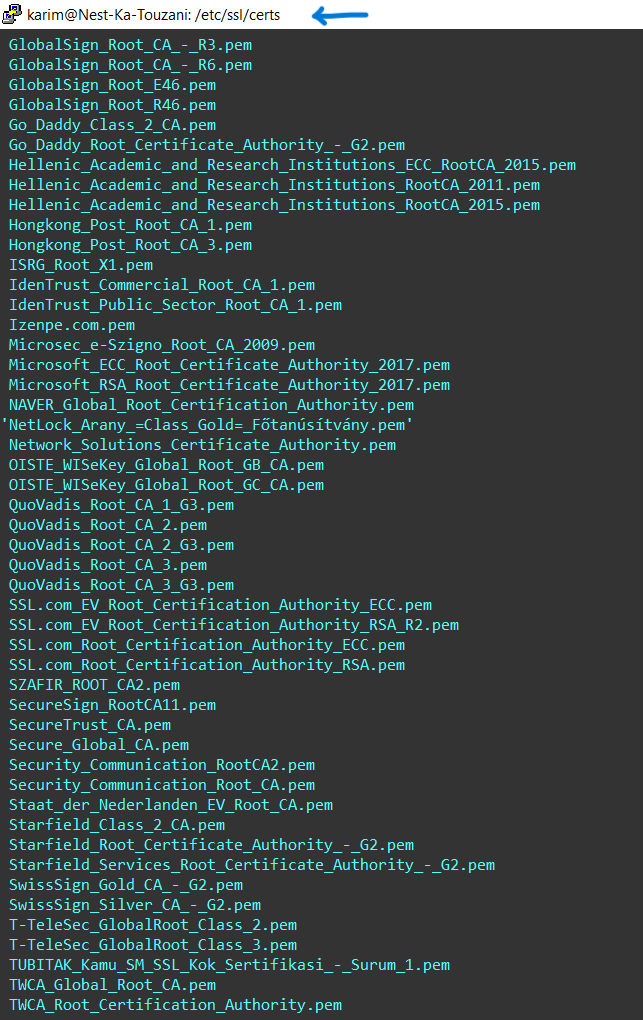 karim@Nest-Ka-Touzani: /etc/ssl/certs
GlobalSign_Root_CA_-_R3.pem
GlobalSign_Root_CA_-_R6.pem
GlobalSign_Root_E46.pem
GlobalSign_Root_R46.pem
Go_Daddy_Class_2_CA.pem
Go_Daddy_Root_Certificate_Authority_-_G2.pem
Hellenic_Academic_and_Research_Institutions_ECC_RootCA_2015.pem
Hellenic_Academic_and_Research_Institutions_RootCA_2011.pem
Hellenic_Academic_and_Research_Institutions_RootCA_2015.pem
Hongkong_Post_Root_CA_1.pem
Hongkong_Post_Root_CA_3.pem
ISRG_Root_X1.pem
IdenTrust_Commercial_Root_CA_1.pem
IdenTrust_Public_Sector_Root_CA_1.pem
Izenpe.com.pem
Microsec_e-Szigno_Root_CA_2009.pem
Microsoft_ECC_Root_Certificate_Authority_2017.pem
Microsoft_RSA_Root_Certificate_Authority_2017.pem
NAVER_Global_Root_Certification_Authority.pem
'NetLock_Arany_=Class_Gold=_Főtanúsítvány.pem'
Network_Solutions_Certificate_Authority.pem
OISTE_WISeKey_Global_Root_GB_CA.pem
OISTE_WISeKey_Global_Root_GC_CA.pem
QuoVadis_Root_CA_1_G3.pem
QuoVadis_Root_CA_2.pem
QuoVadis_Root_CA_2_G3.pem
QuoVadis_Root_CA_3.pem
QuoVadis_Root_CA_3_G3.pem
SSL.com_EV_Root_Certification_Authority_ECC.pem
SSL.com_EV_Root_Certification_Authority_RSA_R2.pem
SSL.com_Root_Certification_Authority_ECC.pem
SSL.com_Root_Certification_Authority_RSA.pem
SZAFIR_ROOT_CA2.pem
SecureSign_RootCA11.pem
SecureTrust_CA.pem
Secure_Global_CA.pem
Security_Communication_RootCA2.pem
Security_Communication_Root_CA.pem
Staat_der_Nederlanden_EV_Root_CA.pem
Starfield_Class_2_CA.pem
Starfield_Root_Certificate_Authority_-_G2.pem
Starfield_Services_Root_Certificate_Authority_-_G2.pem
SwissSign_Gold_CA_-_G2.pem
SwissSign_Silver_CA_-_G2.pem
T-TeleSec_GlobalRoot_Class_2.pem
T-TeleSec_GlobalRoot_Class_3.pem
TUBITAK_Kamu_SM_SSL_Kok_Sertifikasi_-_Surum_1.pem
TWCA_Global_Root_CA.pem
TWCA_Root_Certification_Authority.pem